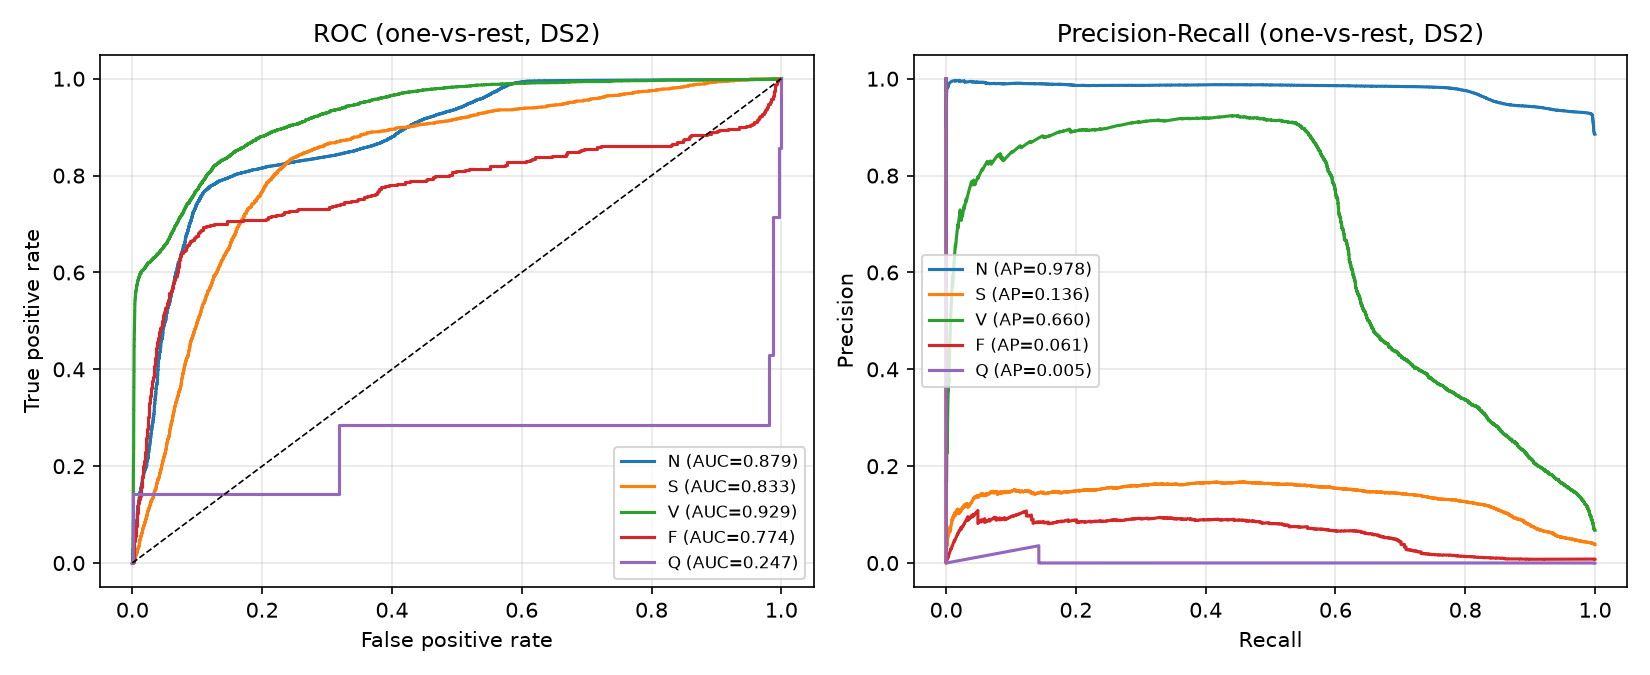 ROC (one-vs-rest, DS2)
True positive rate
1.0
0.8
0.6
0.4
0.2
0.0
N (AUC=0.879)
S (AUC=0.833)
V (AUC=0.929)
F (AUC=0.774)
Q (AUC=0.247)
0.0 0.2 0.4 0.6 0.8 1.0
False positive rate
Precision-Recall (one-vs-rest, DS2)
Precision
1.0
0.8
0.6
0.4
0.2
0.0
N (AP=0.978)
S (AP=0.136)
V (AP=0.660)
F (AP=0.061)
Q (AP=0.005)
0.0 0.2 0.4 0.6 0.8 1.0
Recall